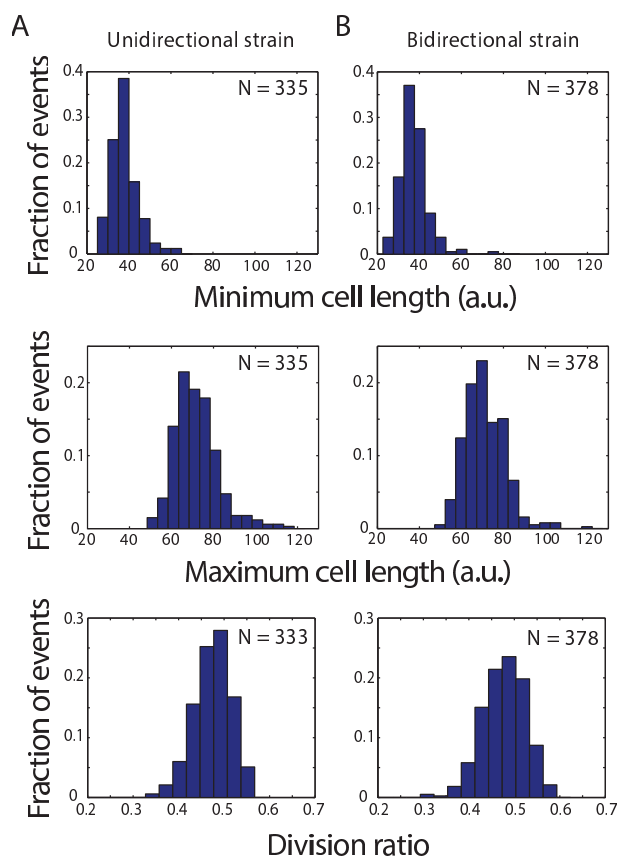 A
Unidirectional strain
B
Bidirectional strain
Fraction of events
0.4
0.3
0.2
0.1
0
N = 335
20 40 60 80 100 120
0.4
0.3
0.2
0.1
0
N = 378
20 40 60 80 100 120
Minimum cell length (a.u.)
Fraction of events
0.2
0.1
0
N = 335
20 40 60 80 100 120
0.2
0.1
0
N = 378
20 40 60 80 100 120
Maximum cell length (a.u.)
Fraction of events
0.3
0.2
0.1
0
N = 333
0.2 0.3 0.4 0.5 0.6 0.7
0.3
0.2
0.1
0
N = 378
0.2 0.3 0.4 0.5 0.6 0.7
Division ratio